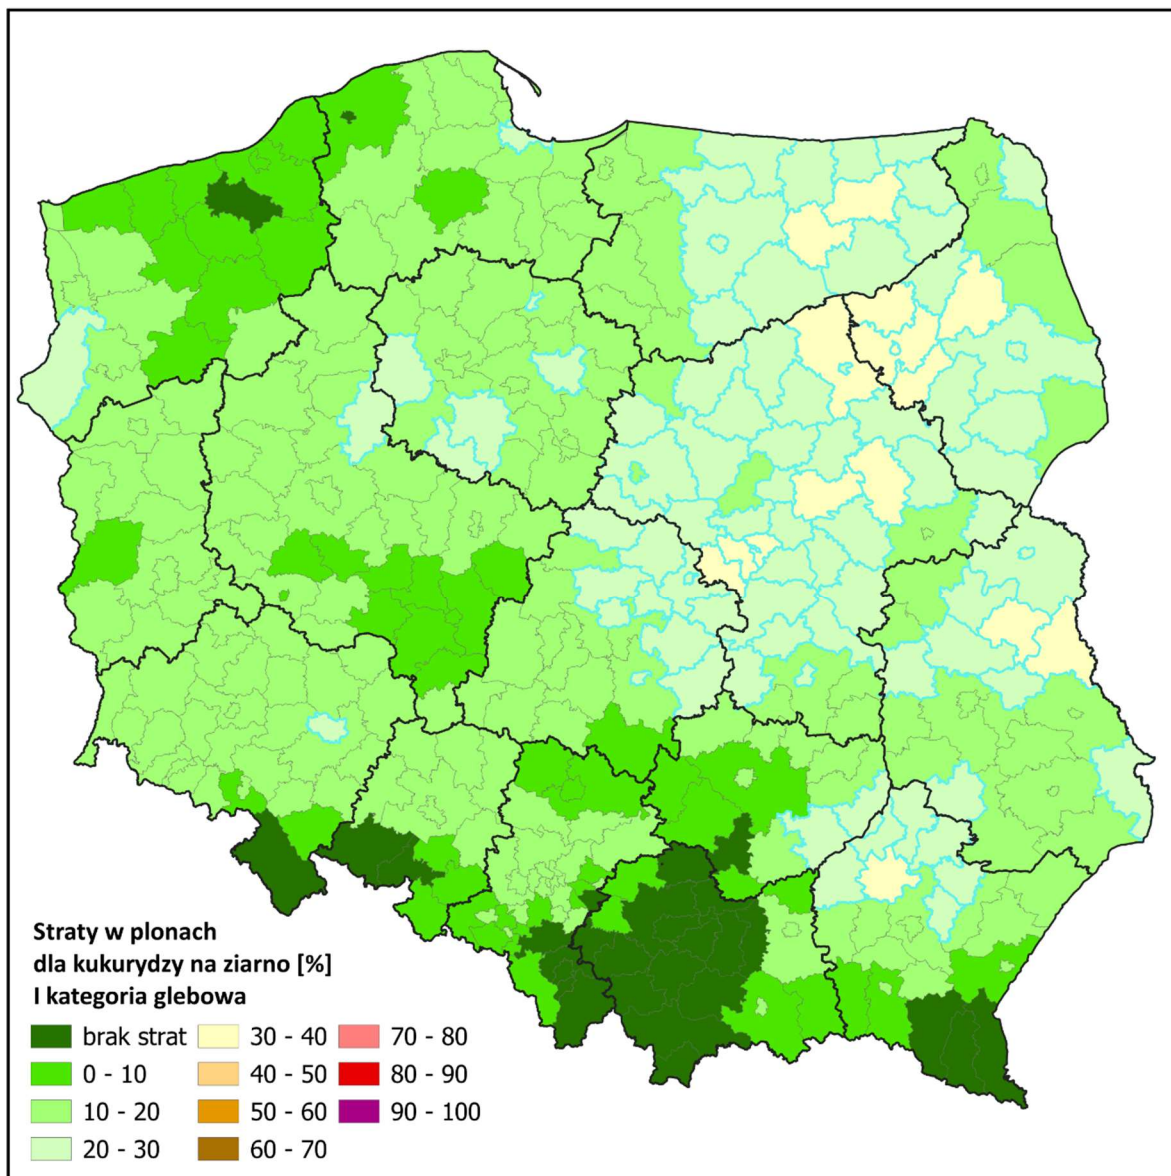 Straty w plonach
dla kukurydzy na ziarno [%]
I kategoria glebowa
brak strat
0 - 10
10 - 20
20 - 30
30 - 40
40 - 50
50 - 60
60 - 70
70 - 80
80 - 90
90 - 100